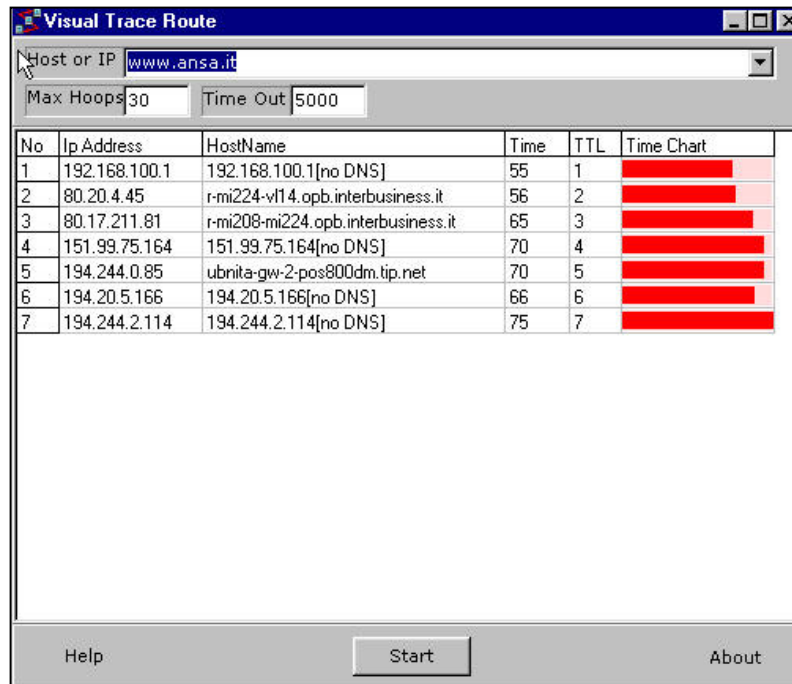 Visual Trace Route
Host or IP www.ansa.it
Max Hoops 30 Time Out 5000
No Ip Address HostName Time TTL Time Chart
1 192.168.100.1 192.168.100.1[no DNS] 55 1
2 80.20.4.45 r-mi224-vl14.opb.interbusiness.it 56 2
3 80.17.211.81 r-mi208-mi224.opb.interbusiness.it 65 3
4 151.99.75.164 151.99.75.164[no DNS] 70 4
5 194.244.0.85 ubnita-gw-2-pos800dm.tip.net 70 5
6 194.20.5.166 194.20.5.166[no DNS] 66 6
7 194.244.2.114 194.244.2.114[no DNS] 75 7
Help Start About